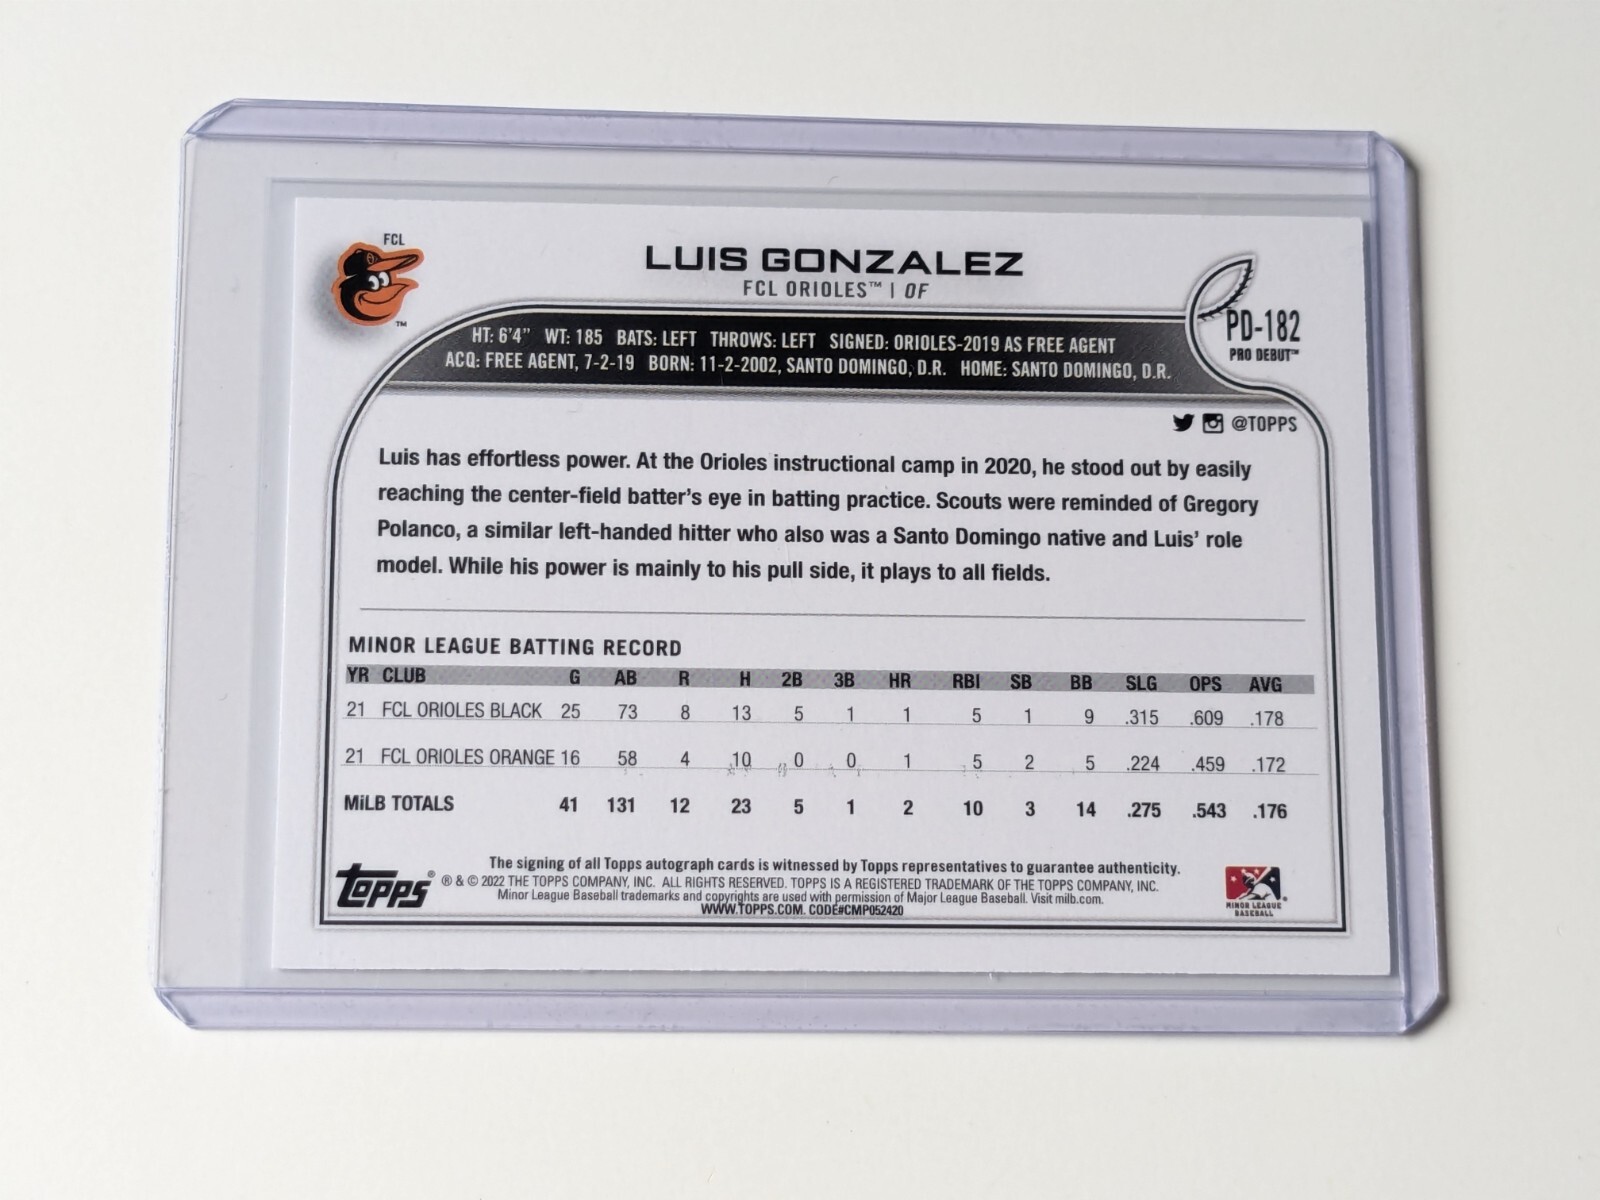 FCL
TM
LUIS GONZALEZ
FCL ORIOLES™ | OF
PD-182
PRO DEBUT™
HT: 6'4" WT: 185 BATS: LEFT THROWS: LEFT SIGNED: ORIOLES-2019 AS FREE AGENT
ACQ: FREE AGENT, 7-2-19 BORN: 11-2-2002, SANTO DOMINGO, D.R. HOME: SANTO DOMINGO, D.R.
@TOPPS
Luis has effortless power. At the Orioles instructional camp in 2020, he stood out by easily
reaching the center-field batter's eye in batting practice. Scouts were reminded of Gregory
Polanco, a similar left-handed hitter who also was a Santo Domingo native and Luis' role
model. While his power is mainly to his pull side, it plays to all fields.
MINOR LEAGUE BATTING RECORD
YR CLUB G AB R H 2B 3B HR RBI SB BB SLG OPS AVG
21 FCL ORIOLES BLACK 25 73 8 13 5 1 1 5 1 9 .315 .609 .178
21 FCL ORIOLES ORANGE 16 58 4 10 0 0 1 5 2 5 .224 .459 .172
MiLB TOTALS 41 131 12 23 5 1 2 10 3 14 .275 .543 .176
The signing of all Topps autograph cards is witnessed by Topps representatives to guarantee authenticity.
topps® ® & © 2022 THE TOPPS COMPANY, INC. ALL RIGHTS RESERVED. TOPPS IS A REGISTERED TRADEMARK OF THE TOPPS COMPANY, INC.
Minor League Baseball trademarks and copyrights are used with permission of Major League Baseball. Visit milb.com.
WWW.TOPPS.COM. CODE#CMP052420
MINOR LEAGUE
BASEBALL ®